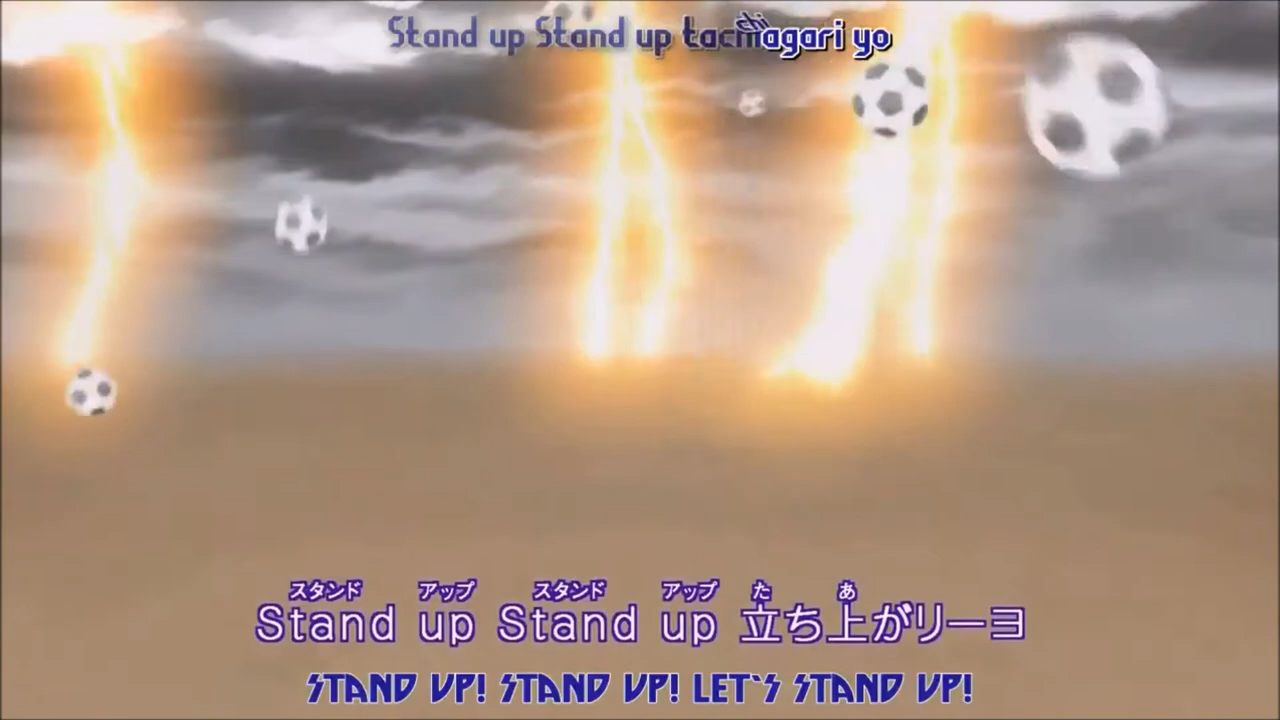 Stand up Stand up tachiagari yo
スタンド アップ スタンド アップ た あ
Stand up Stand up 立ち上がリーヨ
STAND UP! STAND UP! LET'S STAND UP!